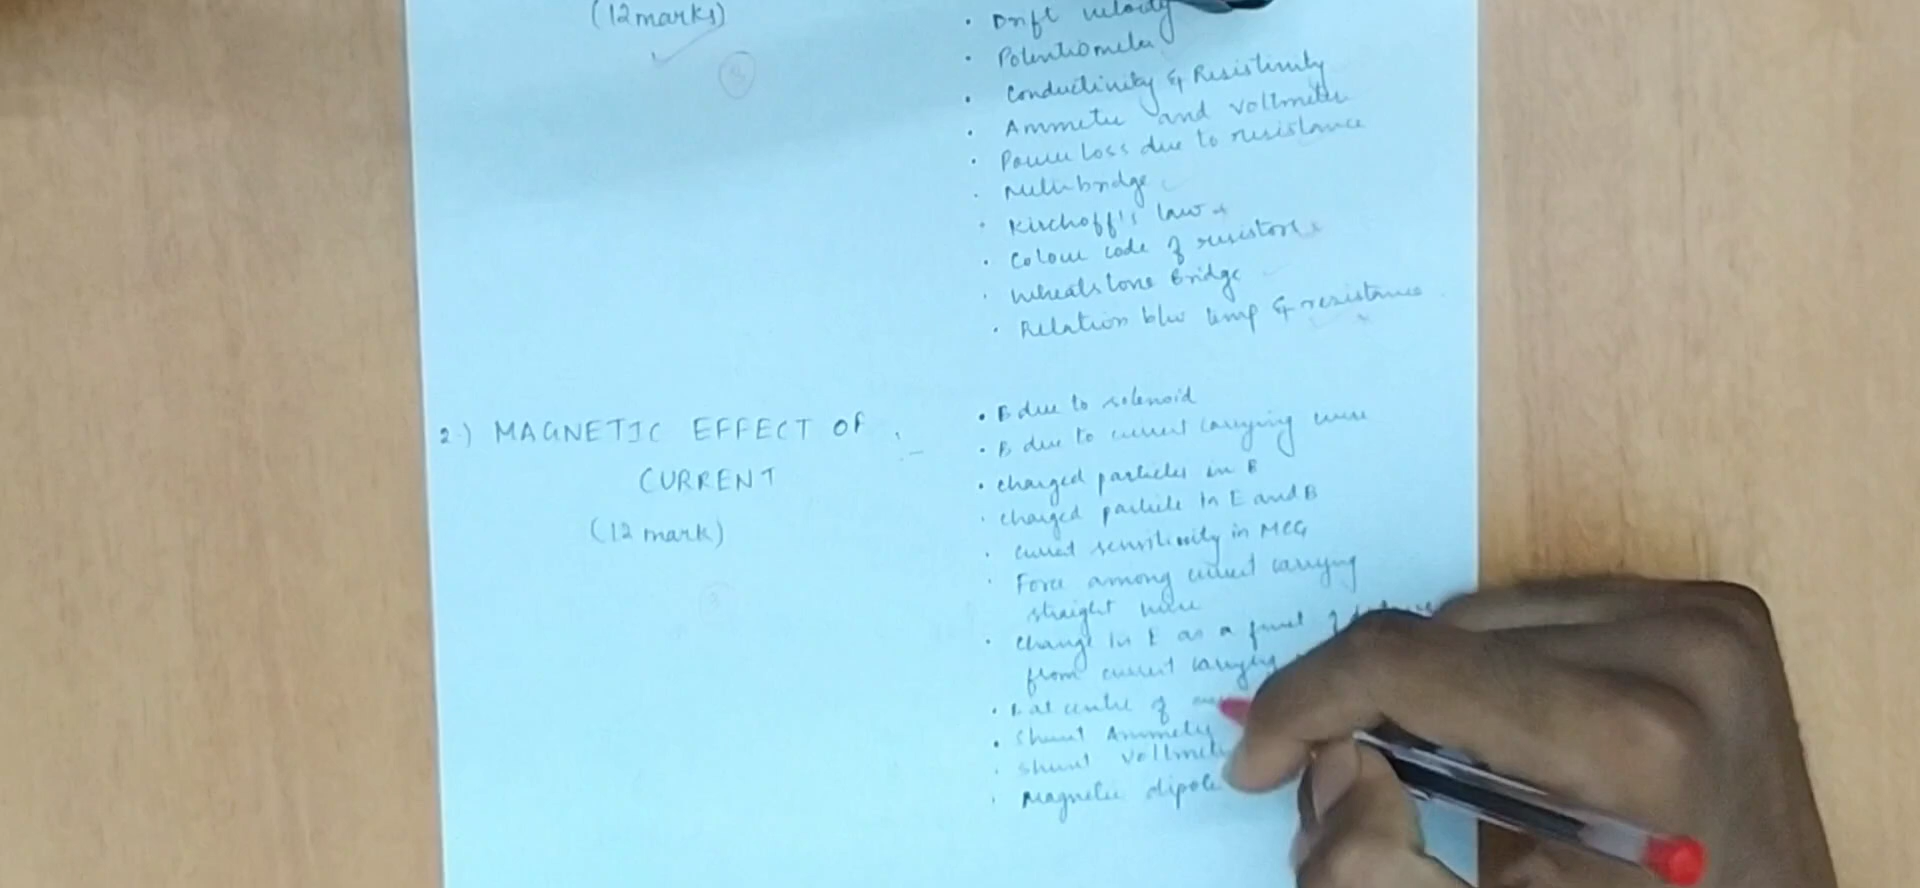 (12 marks)
• Drift velocity
• Potentiometer
• Conductivity & Resistivity
• Ammeter and voltmeter
• Power loss due to resistance
• Meterbridge
• Kirchoff's law
• Colour code of resistors
• Wheatstone Bridge
• Relation b/w temp & resistance
2.) MAGNETIC EFFECT OF
CURRENT
(12 mark)
• B due to solenoid
• B due to current carrying wire
• charged particles in B
• charged particle in E and B
• current sensitivity in MCG
• Force among current carrying
straight wire
• Change in E as a funct of
from current carrying
• B at centre of
• Shunt Ammeter
• Shunt Voltmeter
• Magnetic dipole